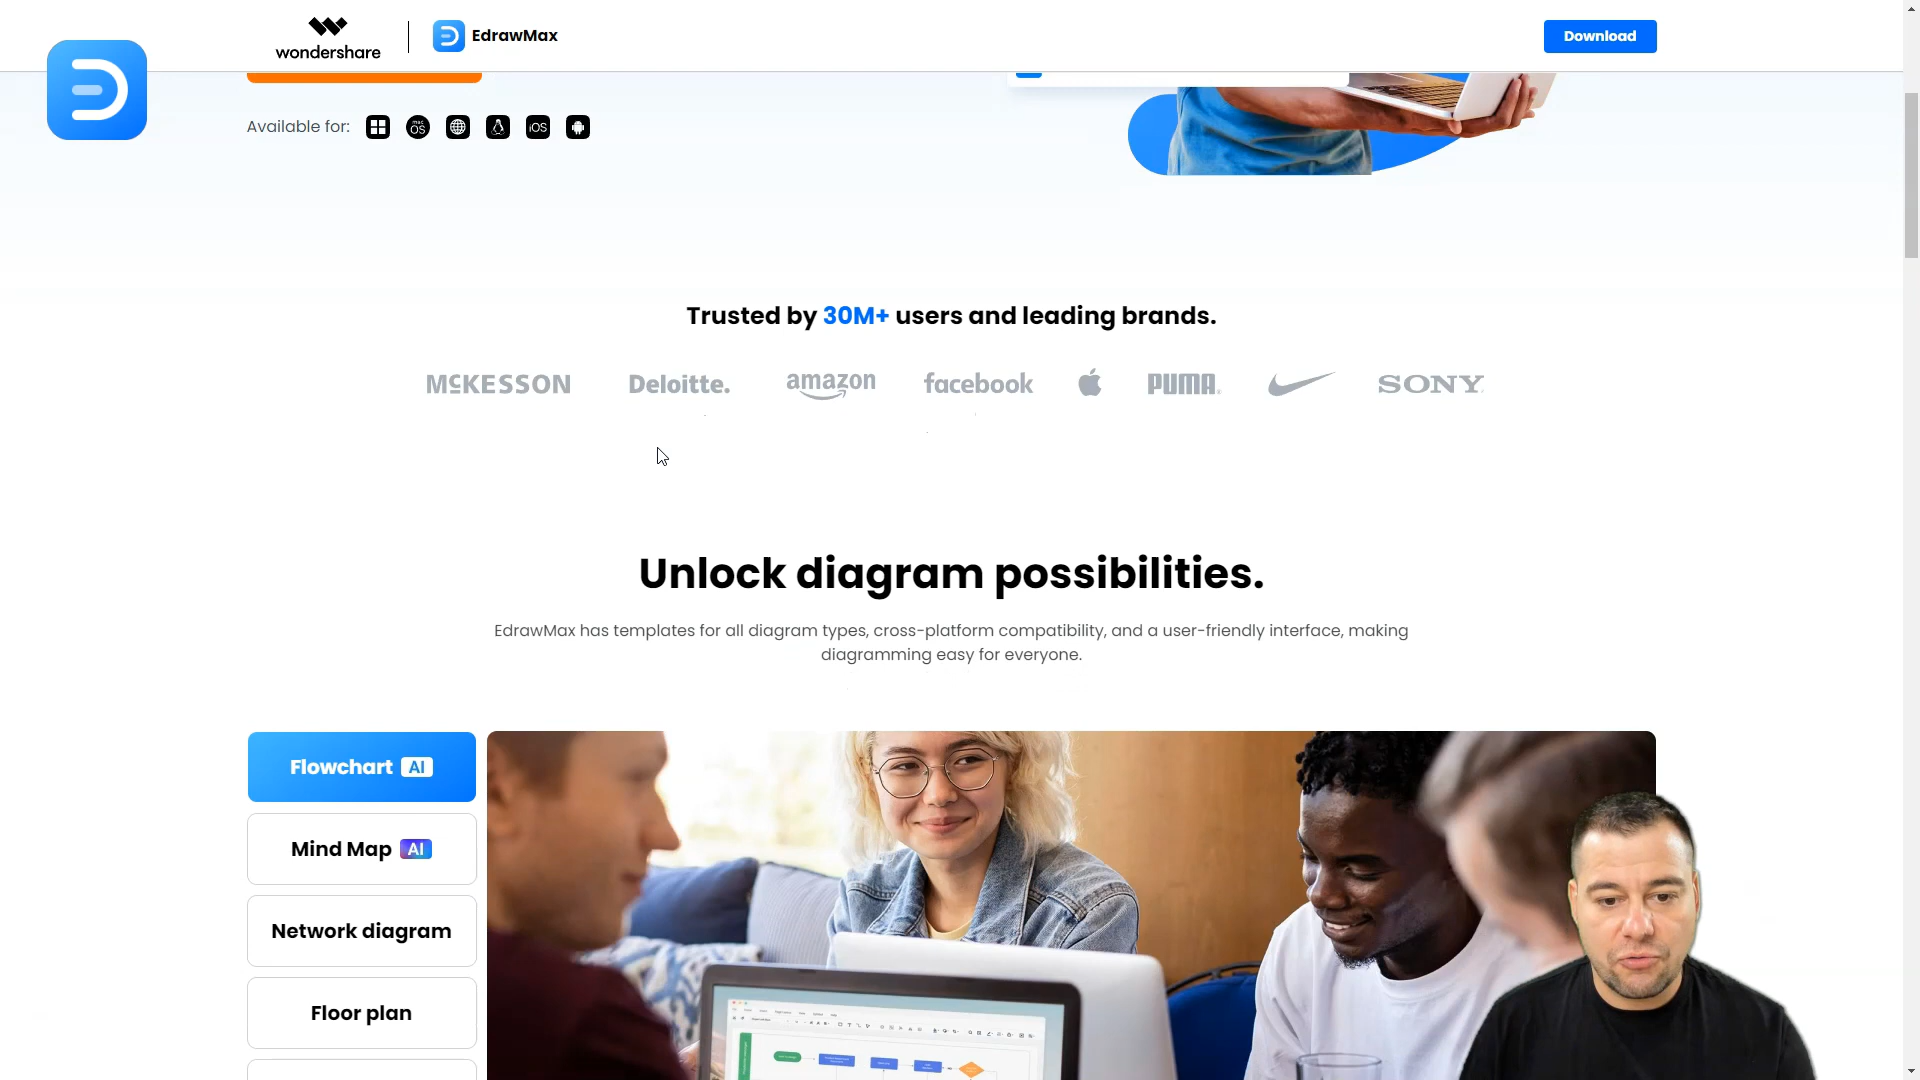 wondershare
EdrawMax
Download
Available for:
mac
OS
iOS
Trusted by 30M+ users and leading brands.
MCKESSON
Deloitte.
amazon
facebook
PUMA®
SONY
Unlock diagram possibilities.
EdrawMax has templates for all diagram types, cross-platform compatibility, and a user-friendly interface, making
diagramming easy for everyone.
Flowchart AI
Mind Map AI
Network diagram
Floor plan